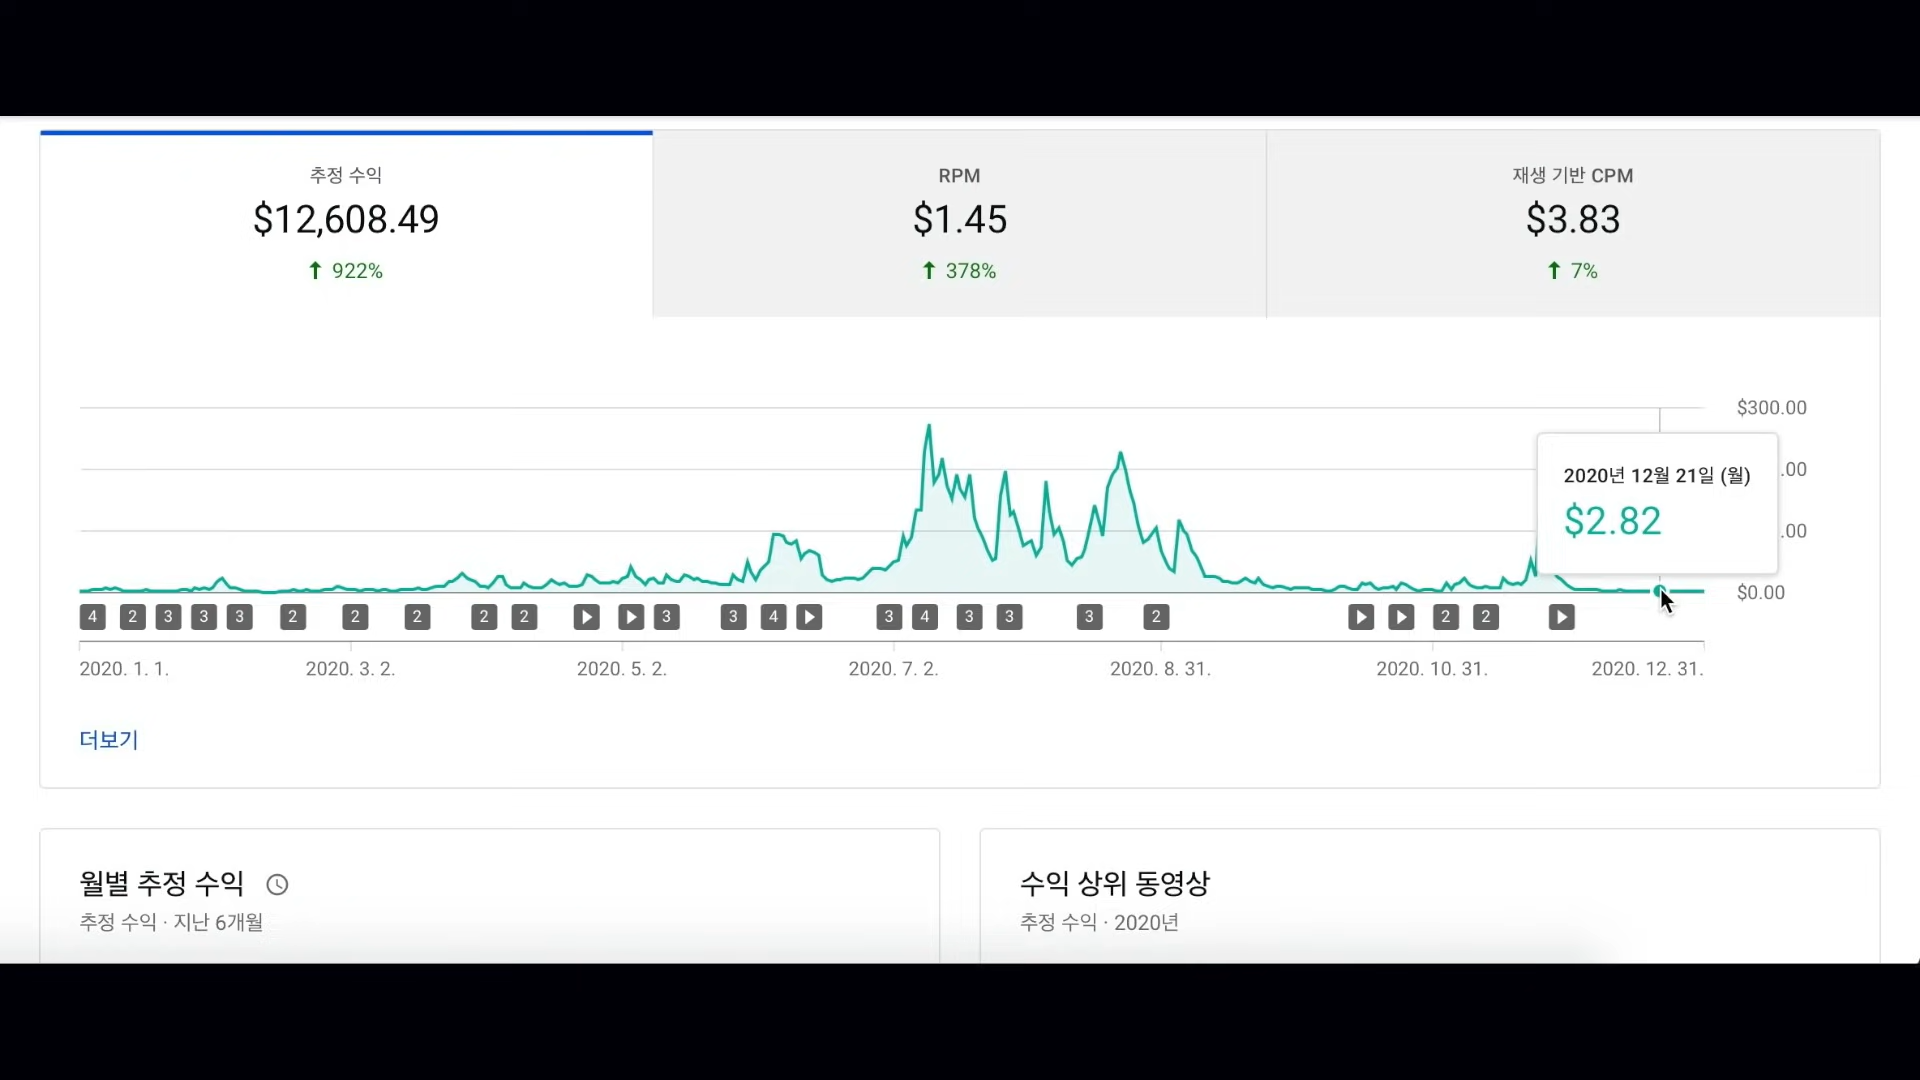 추정 수익
$12,608.49
↑ 922%
RPM
$1.45
↑ 378%
재생 기반 CPM
$3.83
↑ 7%
$300.00
.00
.00
$0.00
2020년 12월 21일 (월)
$2.82
4 2 3 3 3 2 2 2 2 2 3 3 4 3 4 3 3 3 2 2 2
2020. 1. 1. 2020. 3. 2. 2020. 5. 2. 2020. 7. 2. 2020. 8. 31. 2020. 10. 31. 2020. 12. 31.
더보기
월별 추정 수익
추정 수익 · 지난 6개월
수익 상위 동영상
추정 수익 · 2020년